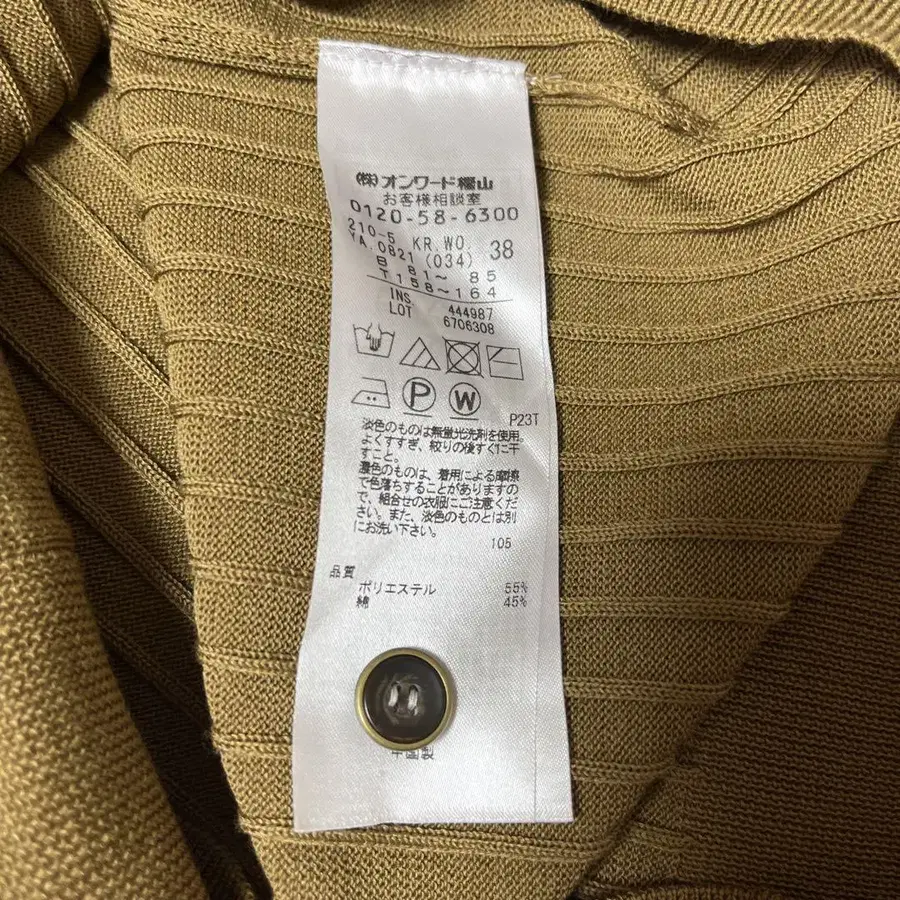 ㈱オンワード樫山
お客様相談室
0120-58-6300
210-5 KR.WO. 38
YA.0821 (034)
B 81～ 85
T158～164
INS. 444987
LOT 6706308
P W
P23T
淡色のものは無蛍光洗剤を使用。
よくすすぎ、絞りの後すぐに干
すこと。
濃色のものは、着用による摩擦
で色落ちすることがありますの
で、組合せの衣服にご注意くだ
さい。また、淡色のものとは別
にお洗い下さい。
105
品質
ポリエステル 55%
綿 45%
中国製